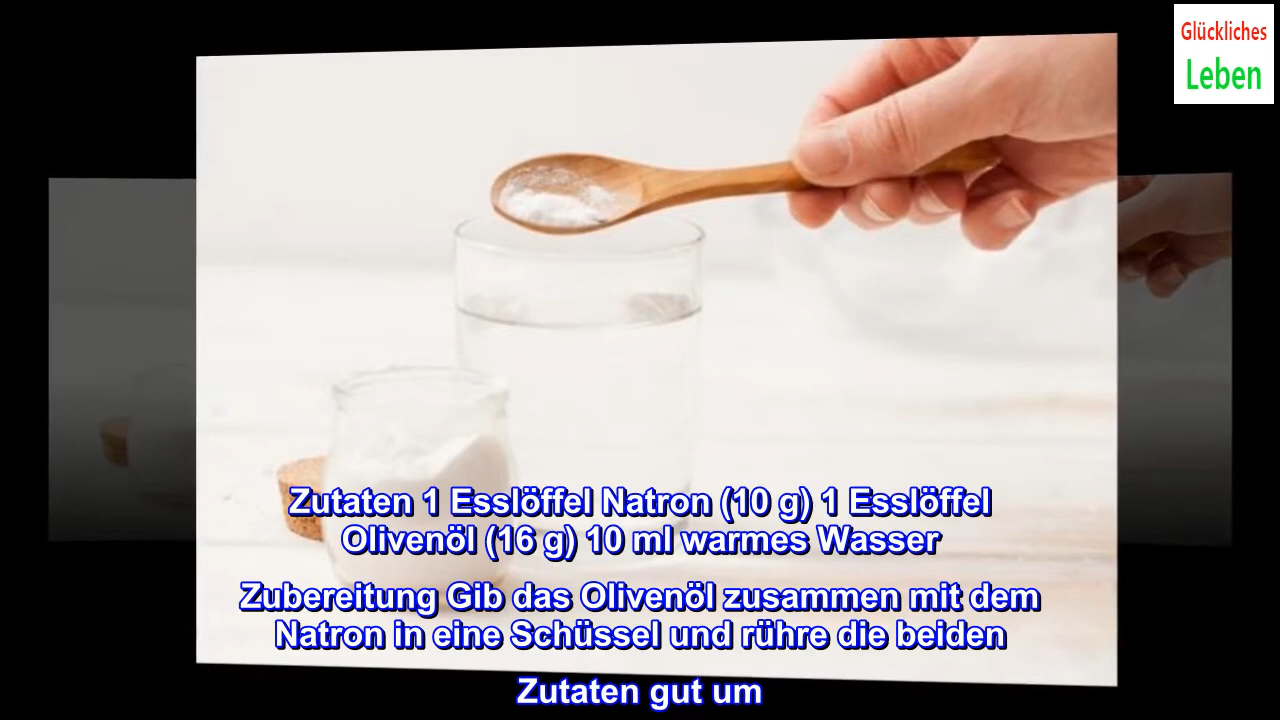 Glückliches
Leben
Zutaten 1 Esslöffel Natron (10 g) 1 Esslöffel
Olivenöl (16 g) 10 ml warmes Wasser
Zubereitung Gib das Olivenöl zusammen mit dem
Natron in eine Schüssel und rühre die beiden
Zutaten gut um